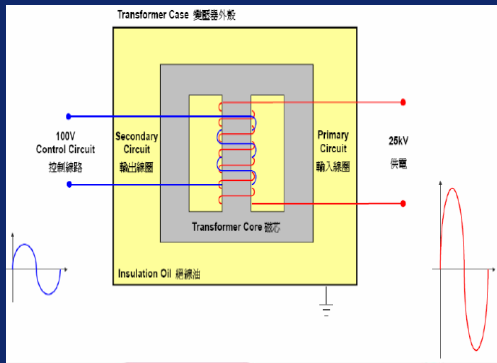 Transformer Case 變壓器外殼
100V
Control Circuit
控制線路
Secondary
Circuit
輸出線圈
Primary
Circuit
輸入線圈
25kV
供電
Transformer Core 磁芯
Insulation Oil 絕緣油